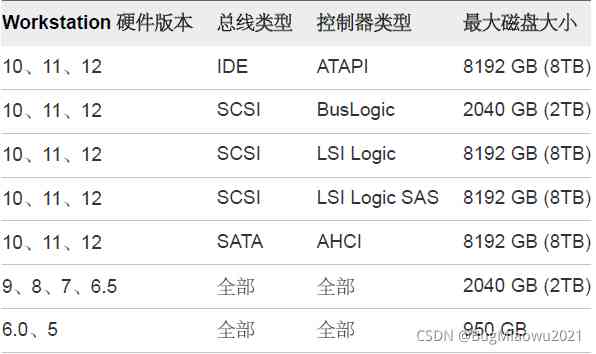 Workstation 硬件版本 总线类型 控制器类型 最大磁盘大小
10、11、12 IDE ATAPI 8192 GB (8TB)
10、11、12 SCSI BusLogic 2040 GB (2TB)
10、11、12 SCSI LSI Logic 8192 GB (8TB)
10、11、12 SCSI LSI Logic SAS 8192 GB (8TB)
10、11、12 SATA AHCI 8192 GB (8TB)
9、8、7、6.5 全部 全部 2040 GB (2TB)
6.0、5 全部 全部 950 GB
CSDN @BugMiaowu2021